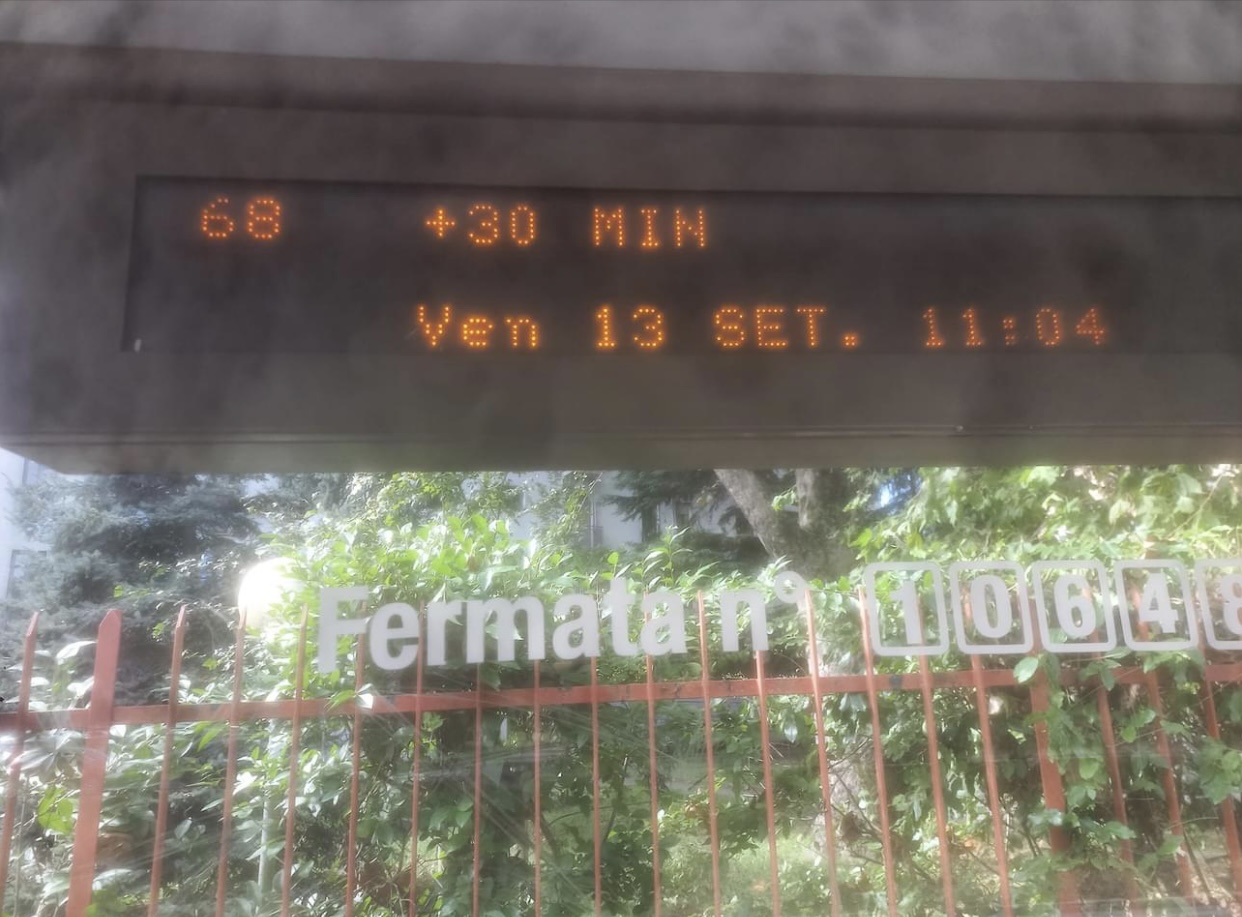 68 +30 MIN
Ven 13 SET. 11:04
Fermata n° 10648